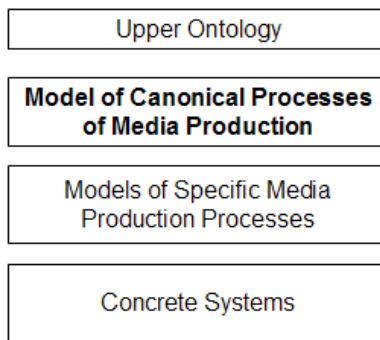 Upper Ontology
Model of Canonical Processes
of Media Production
Models of Specific Media
Production Processes
Concrete Systems